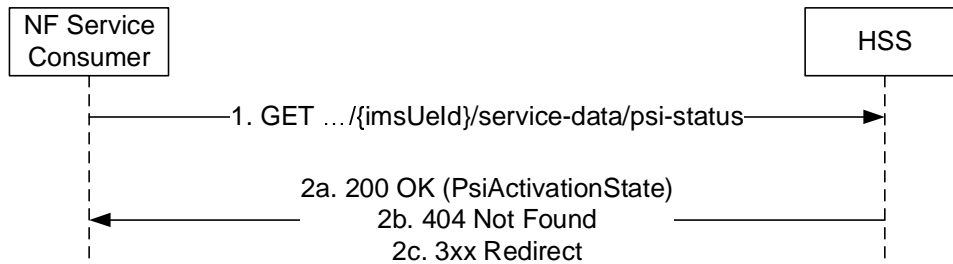 NF Service
Consumer
HSS
1. GET …/{imsUeId}/service-data/psi-status
2a. 200 OK (PsiActivationState)
2b. 404 Not Found
2c. 3xx Redirect